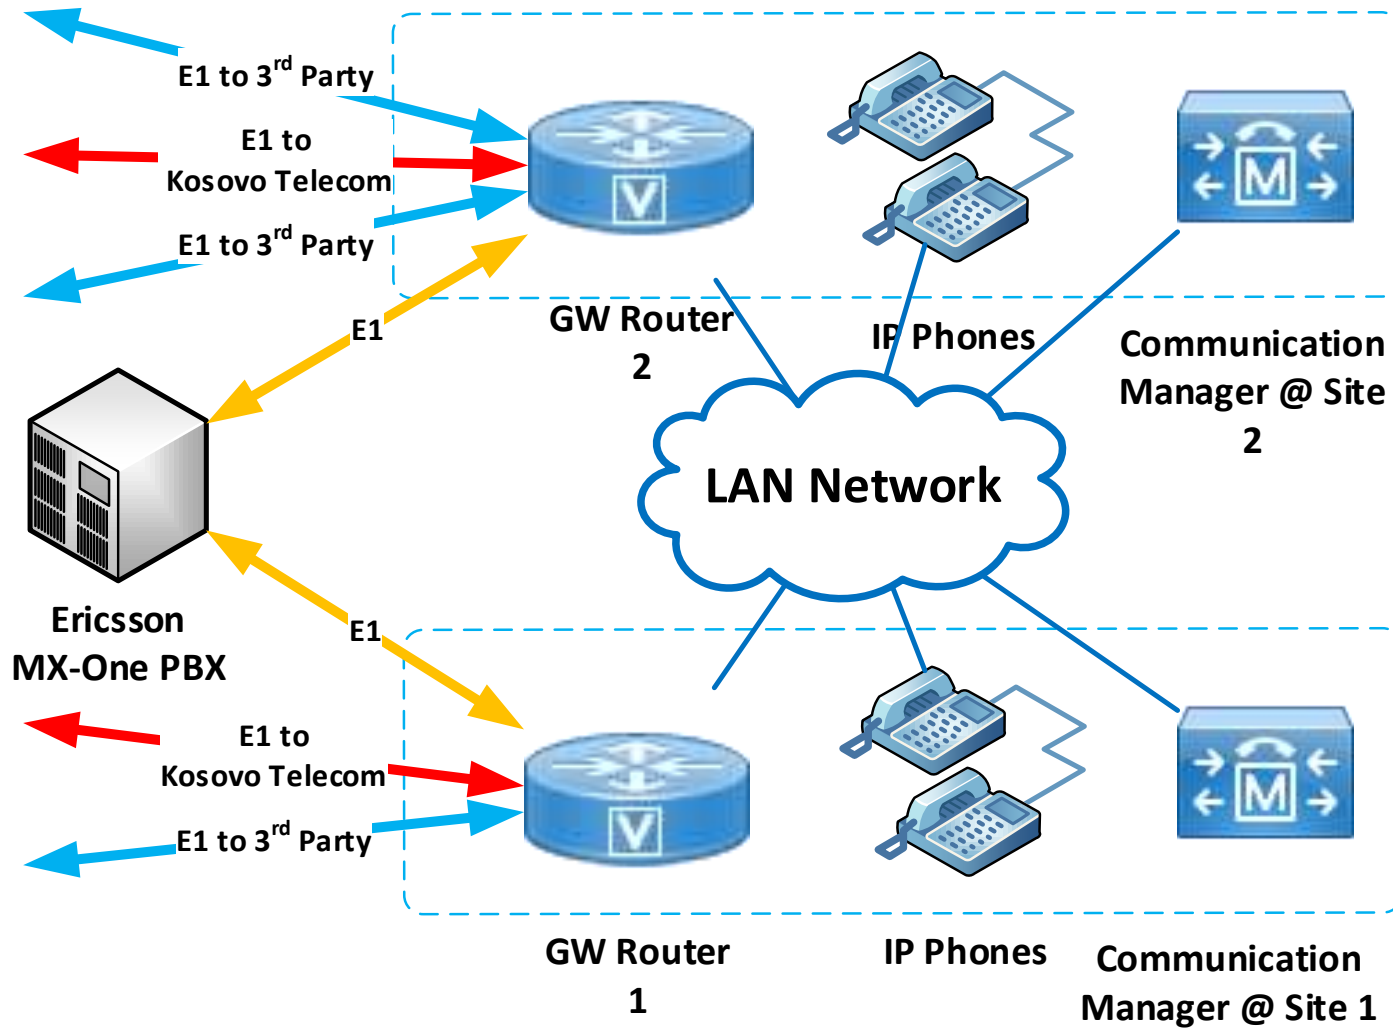 E1 to 3rd Party
E1 to
Kosovo Telecom
E1 to 3rd Party
V
M
E1
GW Router
2
IP Phones
Communication
Manager @ Site
2
LAN Network
Ericsson
MX-One PBX
E1
E1 to
Kosovo Telecom
E1 to 3rd Party
V
M
GW Router
1
IP Phones
Communication
Manager @ Site 1